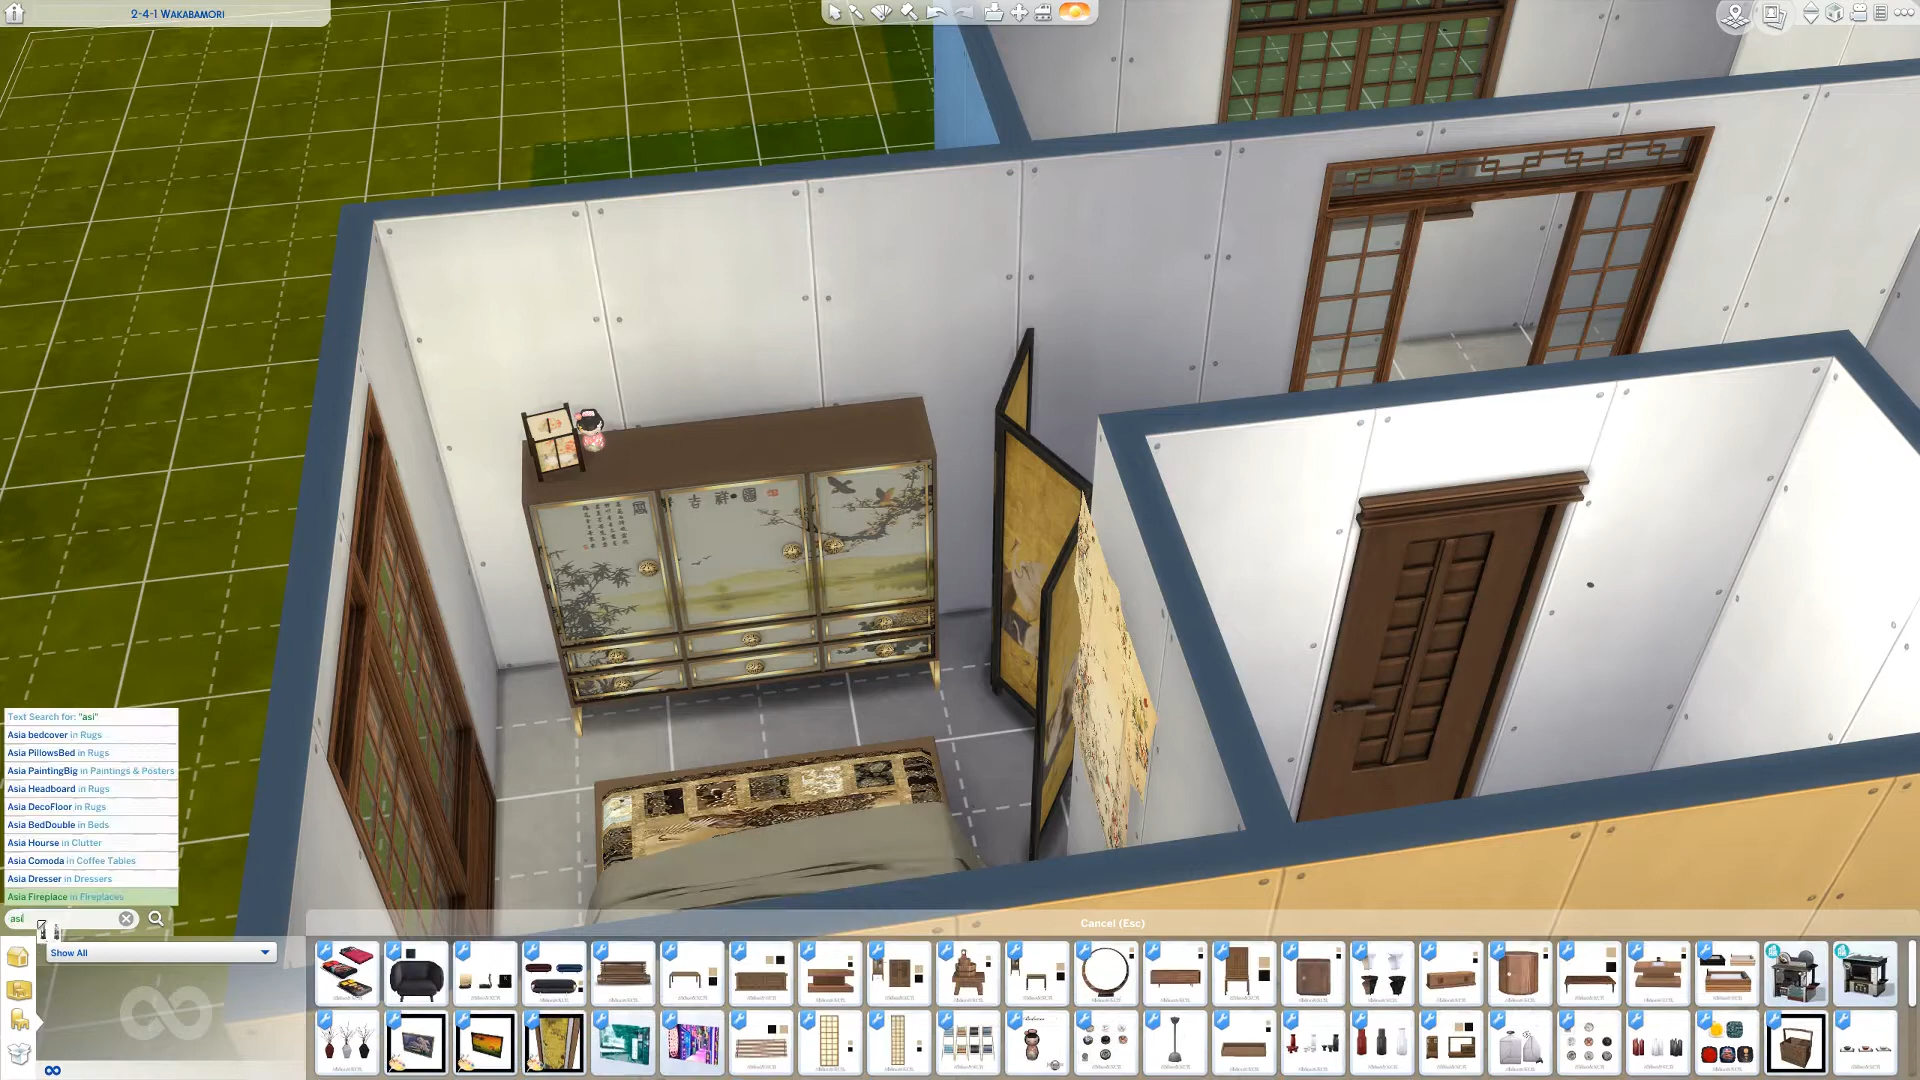 2-4-1 Wakabamori
吉祥
Text Search for: "asi"
Asia bedcover in Rugs
Asia PillowsBed in Rugs
Asia PaintingBig in Paintings & Posters
Asia Headboard in Rugs
Asia DecoFloor in Rugs
Asia BedDouble in Beds
Asia Hourse in Clutter
Asia Comoda in Coffee Tables
Asia Dresser in Dressers
Asia Fireplace in Fireplaces
asi
Cancel (Esc)
Show All